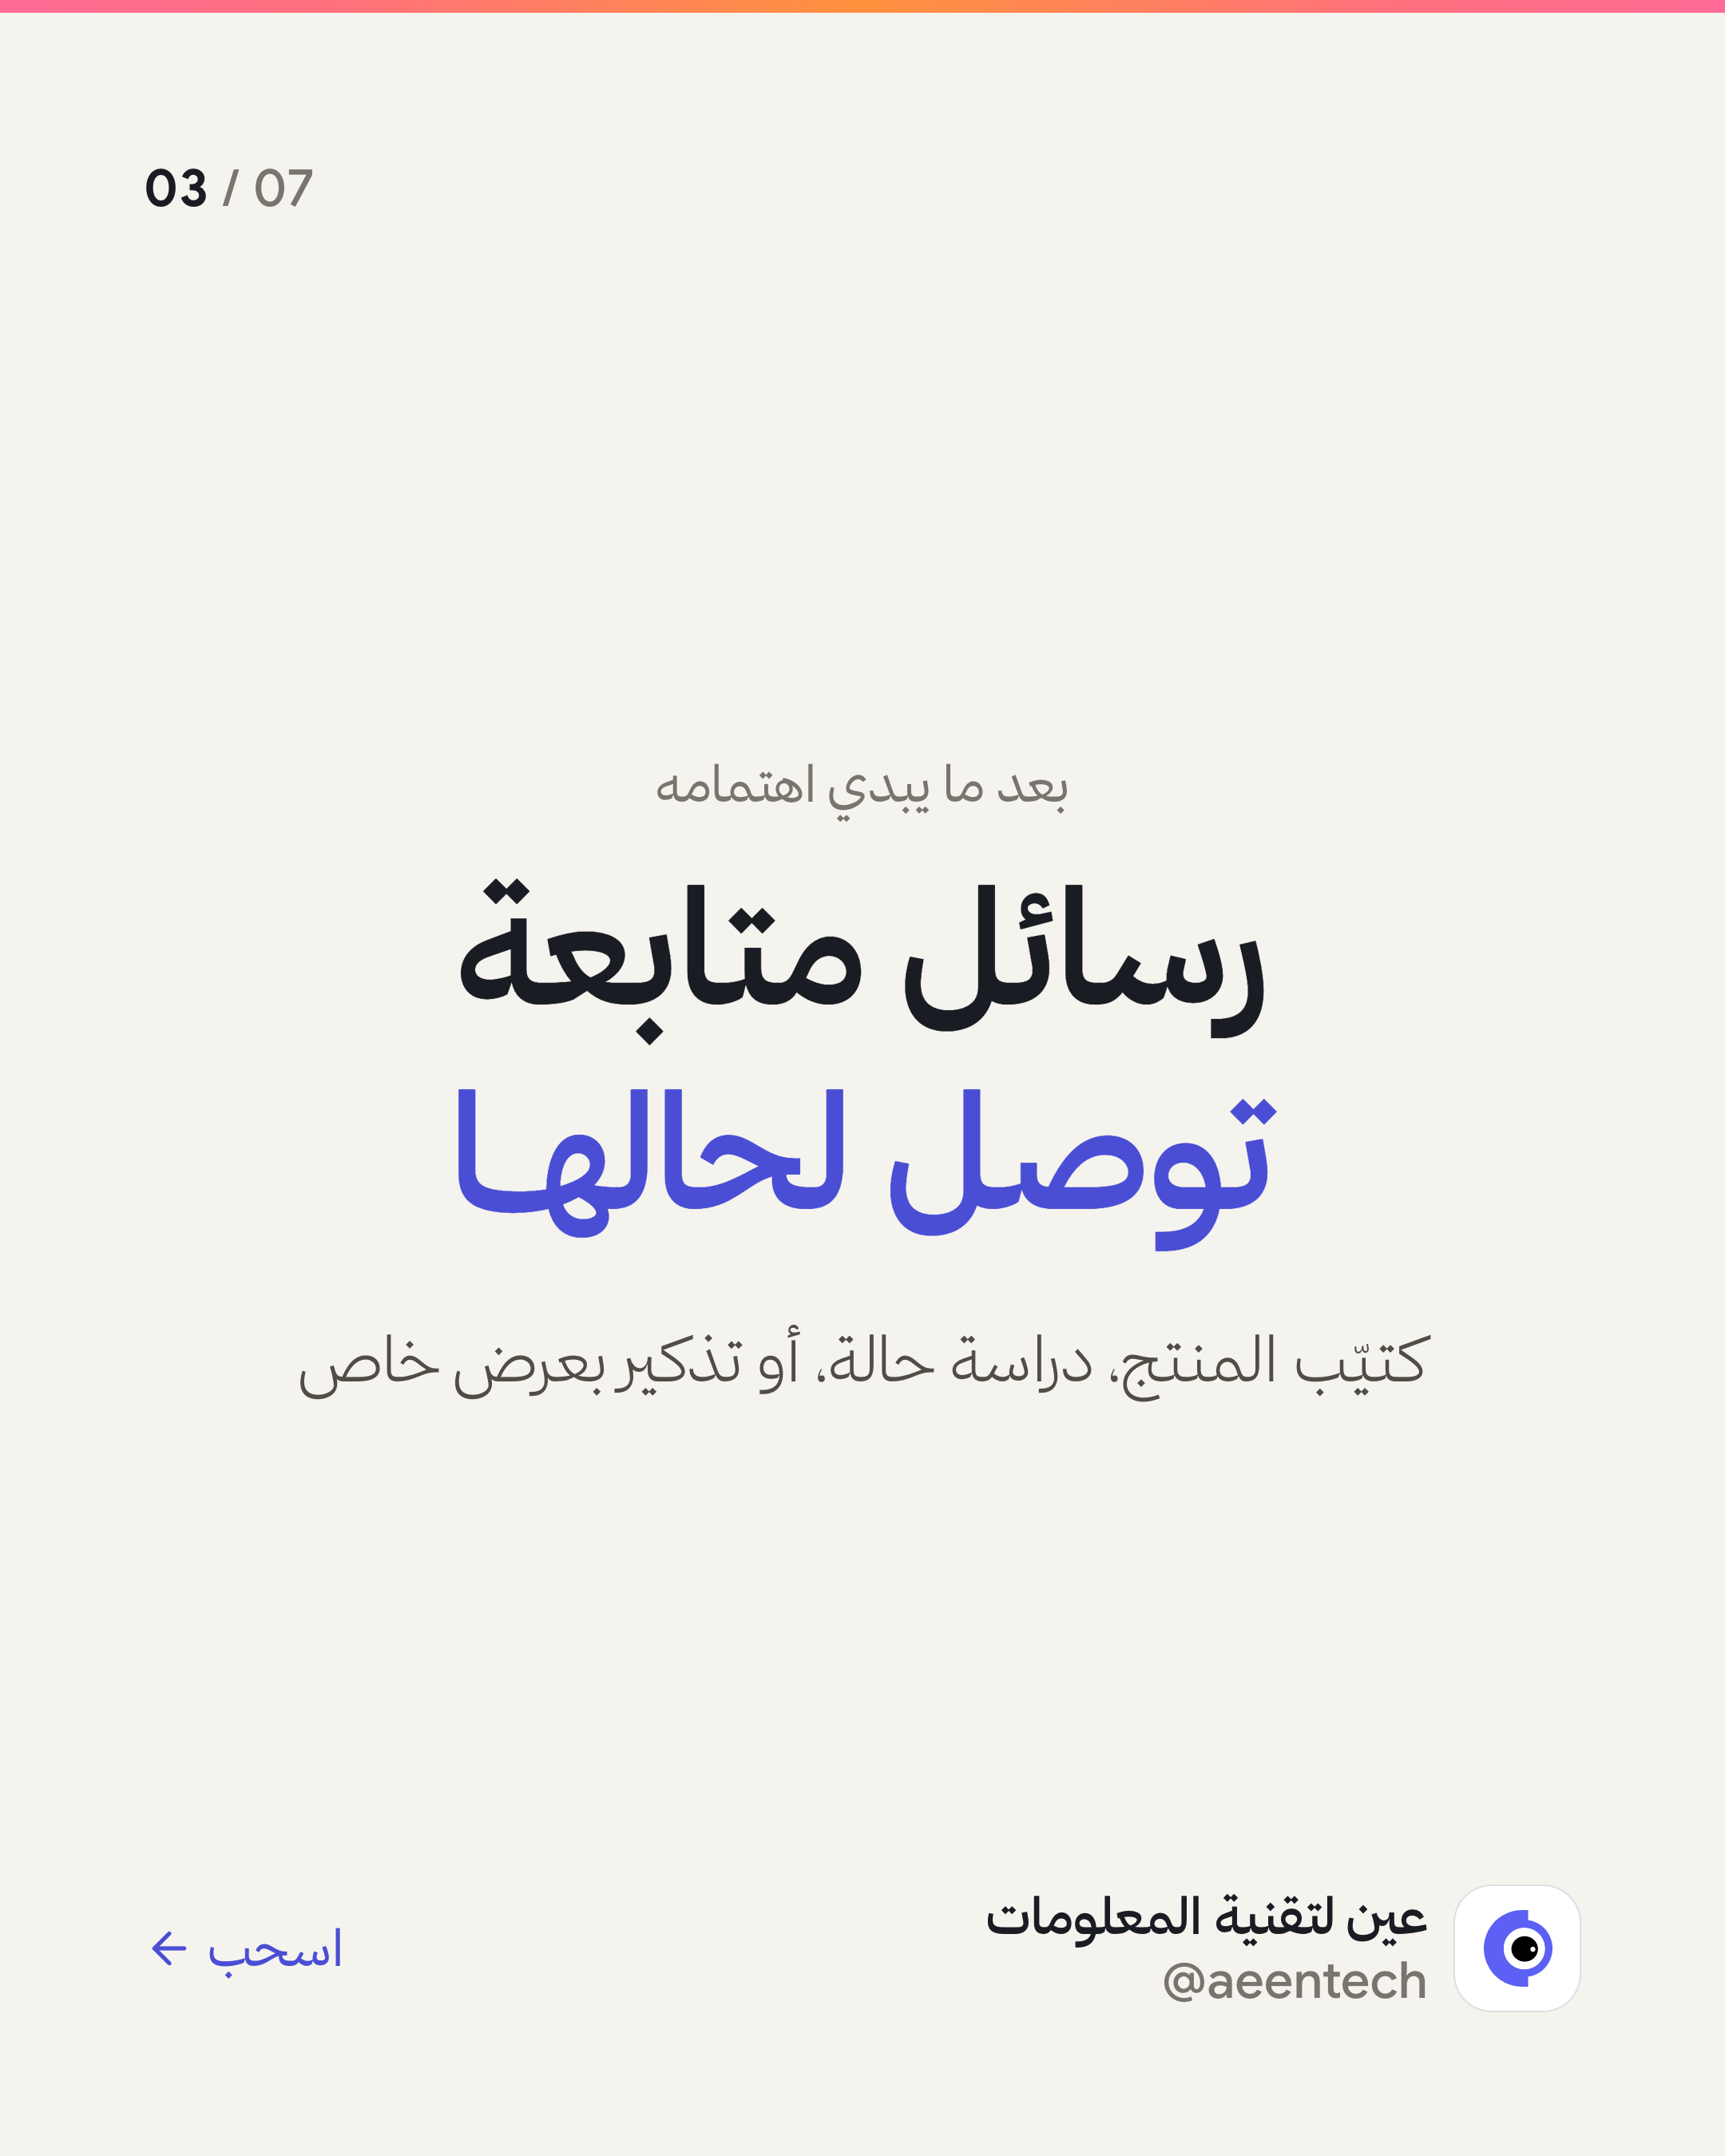 03 / 07
بعد ما يبدي اهتمامه
رسائل متابعة
توصل لحالها
كتيّب المنتج، دراسة حالة، أو تذكير بعرض خاص
عين لتقنية المعلومات
@aeentech
اسحب ←